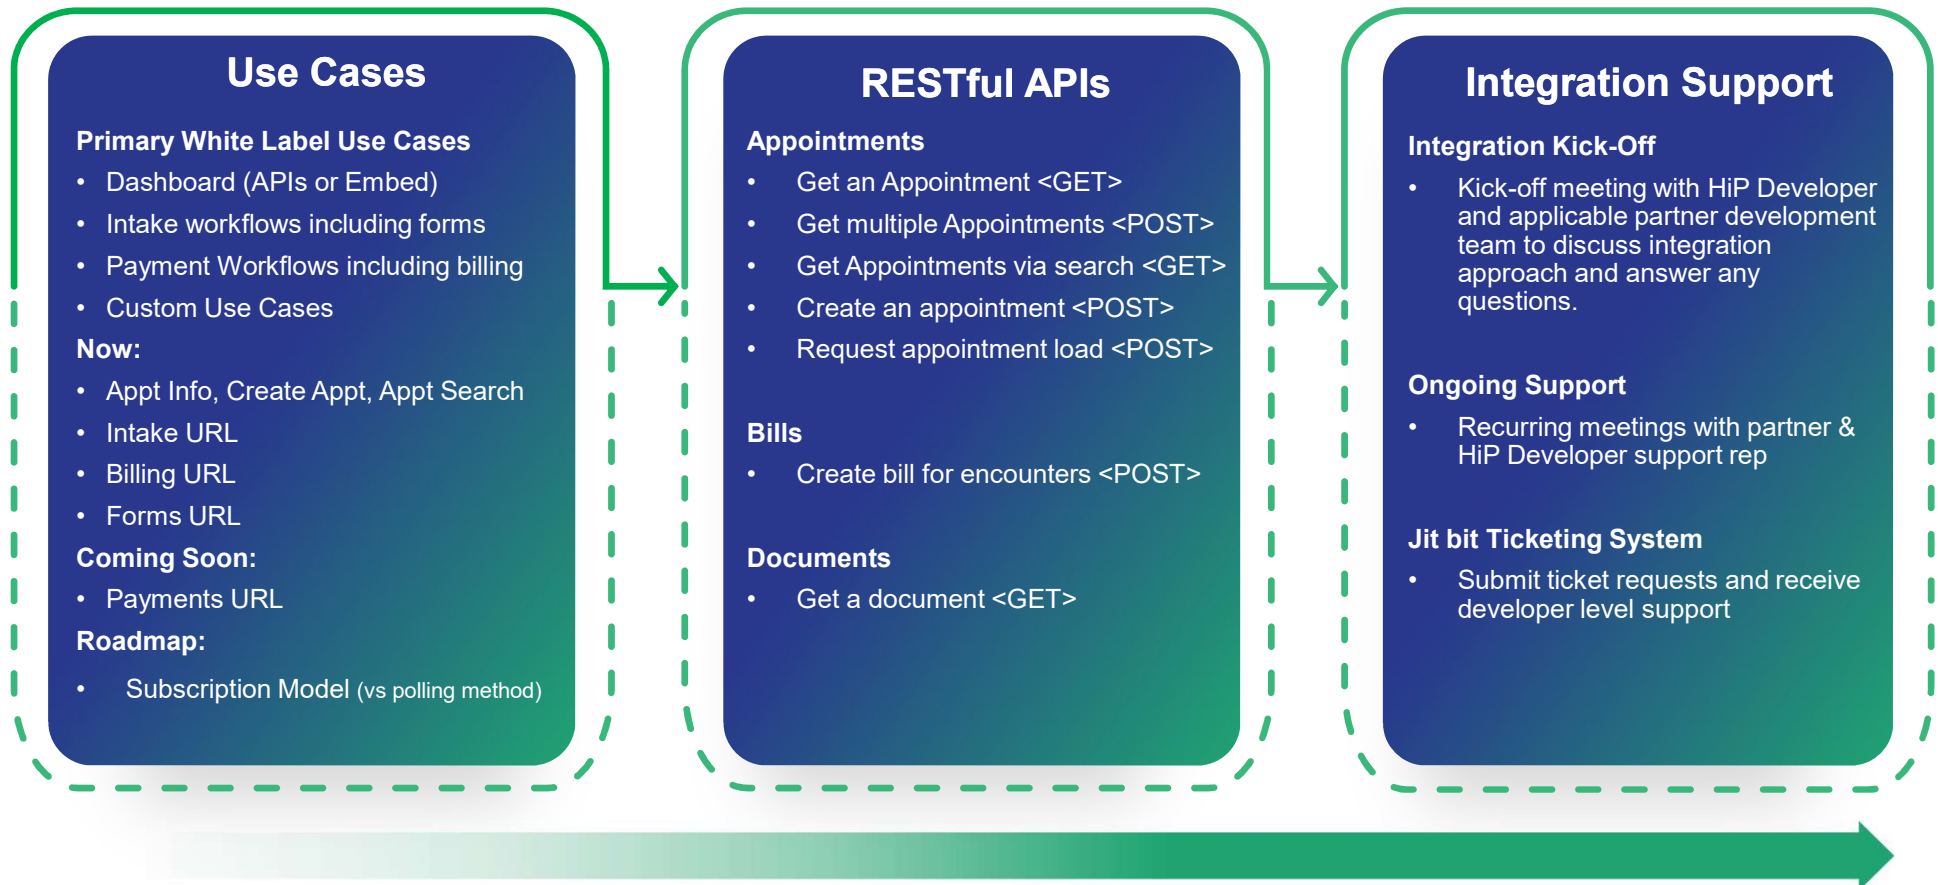 Use Cases
Primary White Label Use Cases
• Dashboard (APIs or Embed)
• Intake workflows including forms
• Payment Workflows including billing
• Custom Use Cases
Now:
• Appt Info, Create Appt, Appt Search
• Intake URL
• Billing URL
• Forms URL
Coming Soon:
• Payments URL
Roadmap:
• Subscription Model (vs polling method)
RESTful APIs
Appointments
• Get an Appointment <GET>
• Get multiple Appointments <POST>
• Get Appointments via search <GET>
• Create an appointment <POST>
• Request appointment load <POST>
Bills
• Create bill for encounters <POST>
Documents
• Get a document <GET>
Integration Support
Integration Kick-Off
• Kick-off meeting with HiP Developer
and applicable partner development
team to discuss integration
approach and answer any
questions.
Ongoing Support
• Recurring meetings with partner &
HiP Developer support rep
Jit bit Ticketing System
• Submit ticket requests and receive
developer level support